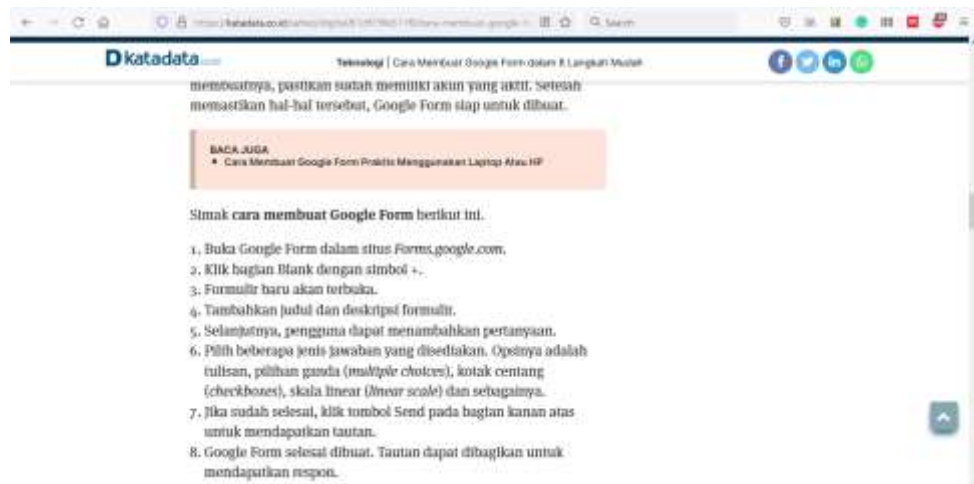 Search
katadata
Teknologi | Cara Membuat Google Form dalam 8 Langkah Mudah
membuatnya, pastikan sudah memiliki akun yang aktif. Setelah
memastikan hal-hal tersebut, Google Form siap untuk dibuat.
BACA JUGA
• Cara Membuat Google Form Praktis Menggunakan Laptop Atau HP
Simak cara membuat Google Form berikut ini.
1. Buka Google Form dalam situs Forms.google.com.
2. Klik bagian Blank dengan simbol +.
3. Formulir baru akan terbuka.
4. Tambahkan judul dan deskripsi formulir.
5. Selanjutnya, pengguna dapat menambahkan pertanyaan.
6. Pilih beberapa jenis jawaban yang disediakan. Opsinya adalah
tulisan, pilihan ganda (multiple choices), kotak centang
(checkboxes), skala linear (linear scale) dan sebagainya.
7. Jika sudah selesai, klik tombol Send pada bagian kanan atas
untuk mendapatkan tautan.
8. Google Form selesai dibuat. Tautan dapat dibagikan untuk
mendapatkan respon.